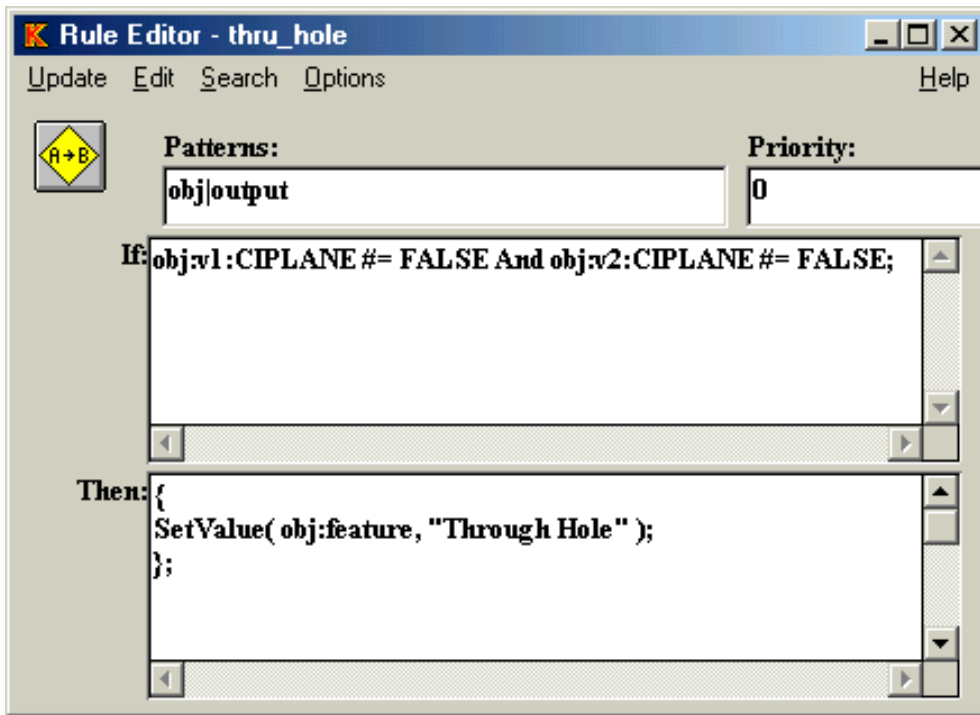 K Rule Editor - thru_hole
Update Edit Search Options Help
A→B
Patterns: Priority:
obj|output 0
If: obj:v1:CIPLANE #= FALSE And obj:v2:CIPLANE #= FALSE;
Then: {
SetValue( obj:feature, "Through Hole" );
};